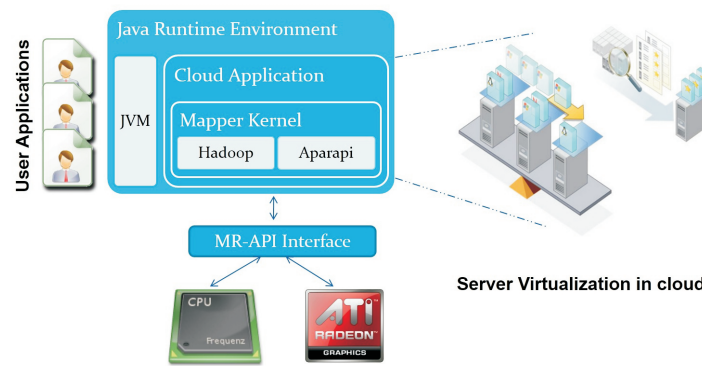 User Applications
Java Runtime Environment
JVM
Cloud Application
Mapper Kernel
Hadoop
Aparapi
MR-API Interface
CPU
Frequenz
ATI
RADEON
GRAPHICS
Server Virtualization in cloud